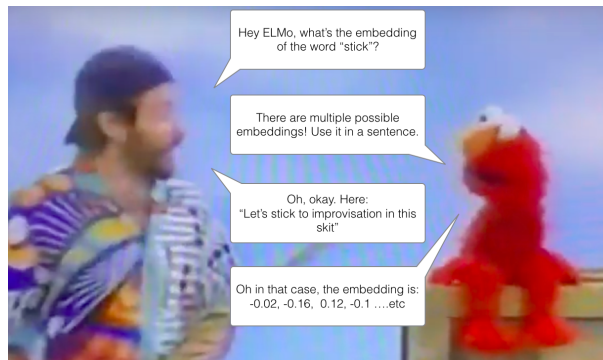 Hey ELMo, what's the embedding
of the word "stick"?
There are multiple possible
embeddings! Use it in a sentence.
Oh, okay. Here:
"Let's stick to improvisation in this
skit"
Oh in that case, the embedding is:
-0.02, -0.16,  0.12, -0.1 ....etc